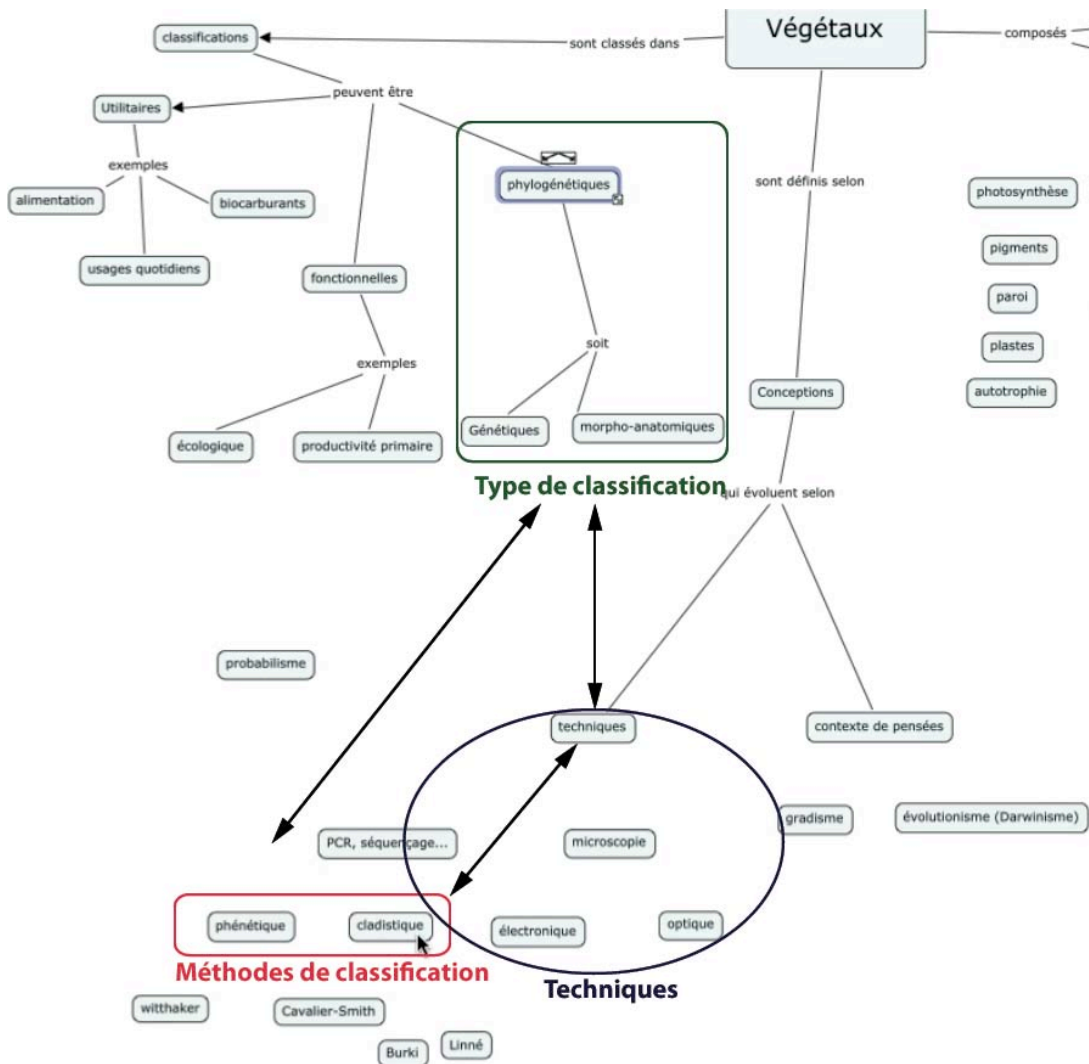 Végétaux
composés
classifications
sont classés dans
peuvent être
Utilitaires
exemples
alimentation
biocarburants
usages quotidiens
phylogénétiques
sont définis selon
photosynthèse
pigments
paroi
plastes
autotrophie
fonctionnelles
exemples
écologique
productivité primaire
soit
Génétiques
morpho-anatomiques
Conceptions
Type de classification
qui évoluent selon
probabilisme
techniques
contexte de pensées
gradisme
évolutionisme (Darwinisme)
PCR, séquençage...
microscopie
phénétique
cladistique
électronique
optique
Méthodes de classification
Techniques
witthaker
Cavalier-Smith
Burki
Linné